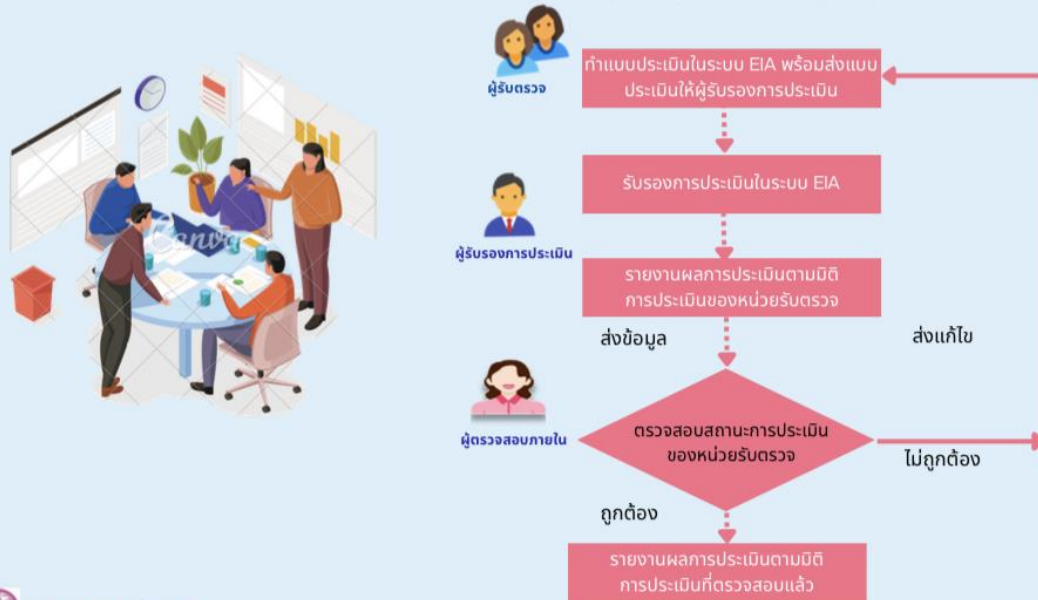 ผู้รับตรวจ
ทำแบบประเมินในระบบ EIA พร้อมส่งแบบ
ประเมินให้ผู้รับรองการประเมิน
รับรองการประเมินในระบบ EIA
ผู้รับรองการประเมิน
รายงานผลการประเมินตามมิติ
การประเมินของหน่วยรับตรวจ
ส่งข้อมูล
ส่งแก้ไข
ตรวจสอบสถานะการประเมิน
ของหน่วยรับตรวจ
ผู้ตรวจสอบภายใน
ไม่ถูกต้อง
ถูกต้อง
รายงานผลการประเมินตามมิติ
การประเมินที่ตรวจสอบแล้ว
Canva